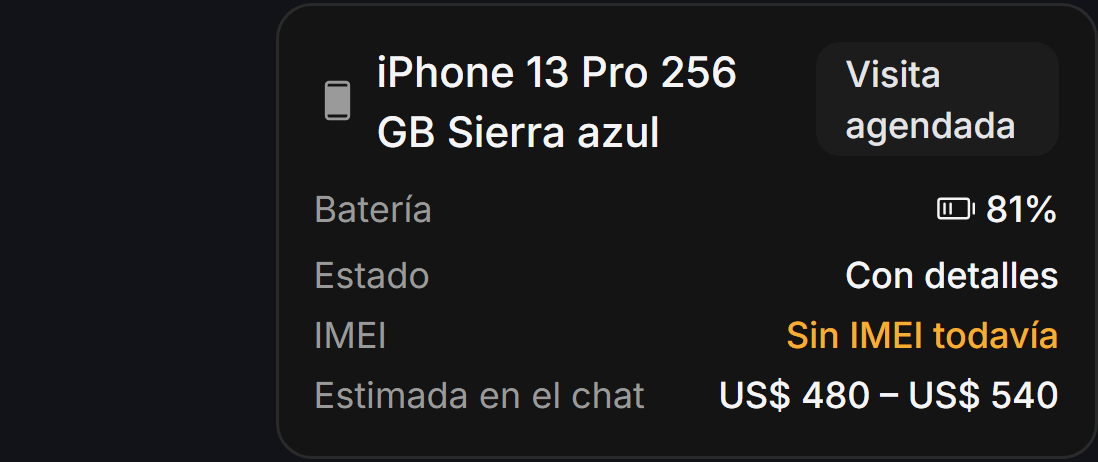 iPhone 13 Pro 256
GB Sierra azul
Visita
agendada
Batería 81%
Estado Con detalles
IMEI Sin IMEI todavía
Estimada en el chat US$ 480 – US$ 540